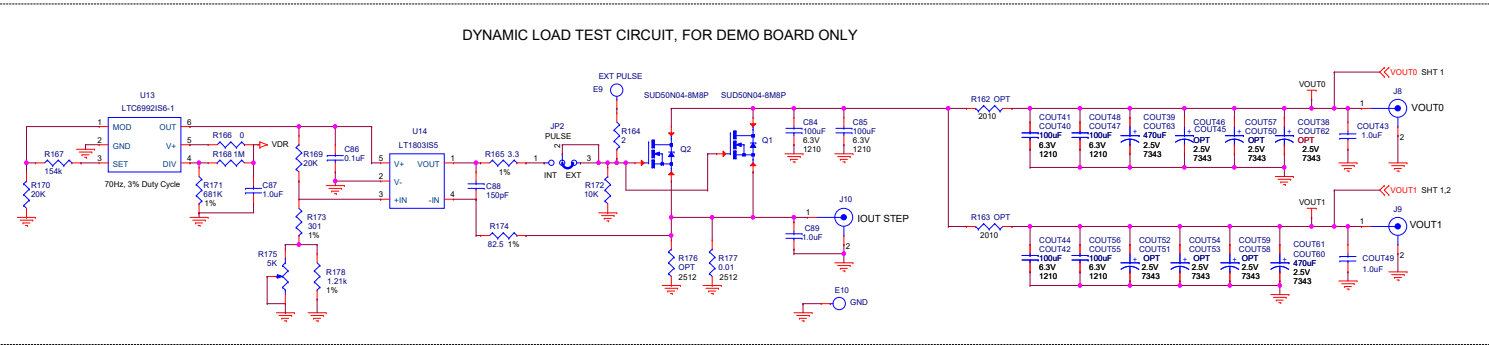 DYNAMIC LOAD TEST CIRCUIT, FOR DEMO BOARD ONLY
U13
LTC6992IS6-1
1 MOD OUT 6
2 GND V+ 5
3 SET DIV 4
70Hz, 3% Duty Cycle
R167
154k
R170
20K
R166 0
VDR
R168 1M
R171
681K
1%
C87
1.0uF
R169
20K
C86
0.1uF
R173
301
1%
R175
5K
R178
1.21k
1%
U14
LT1803IS5
5 V+ VOUT 1
2 V-
3 +IN -IN 4
R165 3.3
1%
C88
150pF
R174
82.5 1%
JP2
PULSE
2
1 3
INT EXT
EXT PULSE
E9
R164
2
R172
10K
SUD50N04-8M8P SUD50N04-8M8P
Q2
Q1
R176
OPT
2512
R177
0.01
2512
C84
100uF
6.3V
1210
C85
100uF
6.3V
1210
J10
1
IOUT STEP
2
C89
1.0uF
E10
GND
R162 OPT
2010
COUT41
COUT40
100uF
6.3V
1210
COUT48
COUT47
100uF
6.3V
1210
COUT39
COUT63
470uF
2.5V
7343
COUT46
COUT45
OPT
2.5V
7343
COUT57
COUT50
OPT
2.5V
7343
COUT38
COUT62
OPT
2.5V
7343
VOUT0
VOUT0 SHT 1
COUT43
1.0uF
J8
1
VOUT0
2
R163 OPT
2010
COUT44
COUT42
100uF
6.3V
1210
COUT56
COUT55
100uF
6.3V
1210
COUT52
COUT51
OPT
2.5V
7343
COUT54
COUT53
OPT
2.5V
7343
COUT59
COUT58
OPT
2.5V
7343
COUT61
COUT60
470uF
2.5V
7343
VOUT1
VOUT1 SHT 1,2
COUT49
1.0uF
J9
1
VOUT1
2